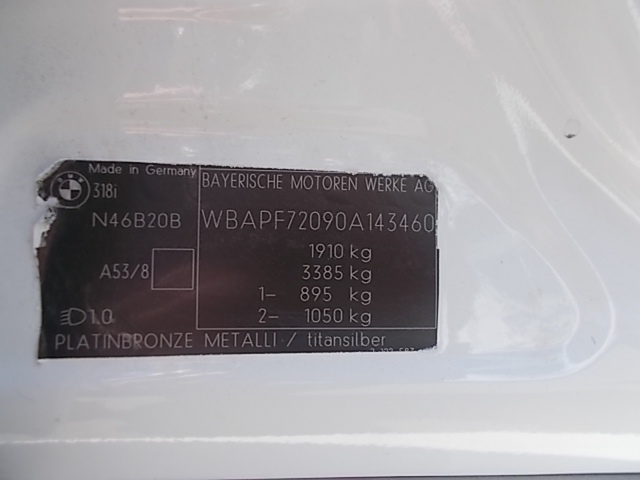 Made in Germany
318i
N46B20B
A53/8
1.0
BAYERISCHE MOTOREN WERKE AG
WBAPF72090A143460
1910 kg
3385 kg
1- 895 kg
2- 1050 kg
PLATINBRONZE METALLI / titansilber